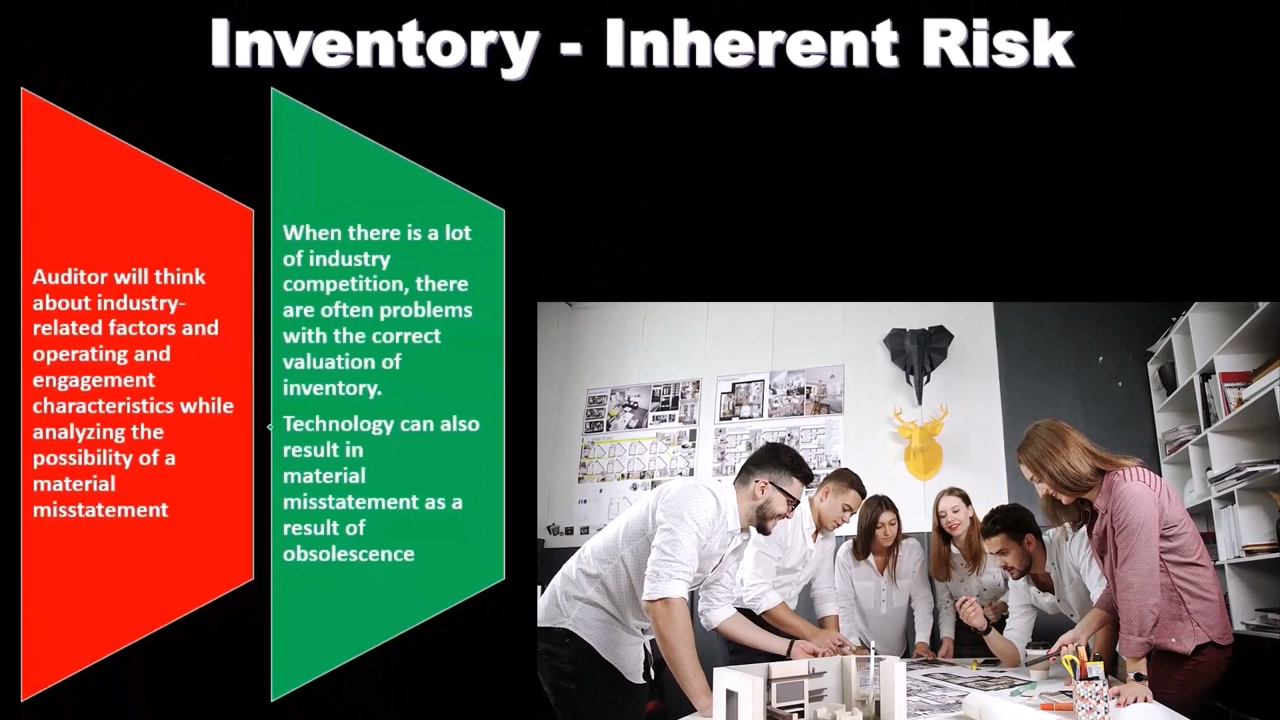 Inventory - Inherent Risk
Auditor will think
about industry-
related factors and
operating and
engagement
characteristics while
analyzing the
possibility of a
material
misstatement
When there is a lot
of industry
competition, there
are often problems
with the correct
valuation of
inventory.
Technology can also
result in
material
misstatement as a
result of
obsolescence